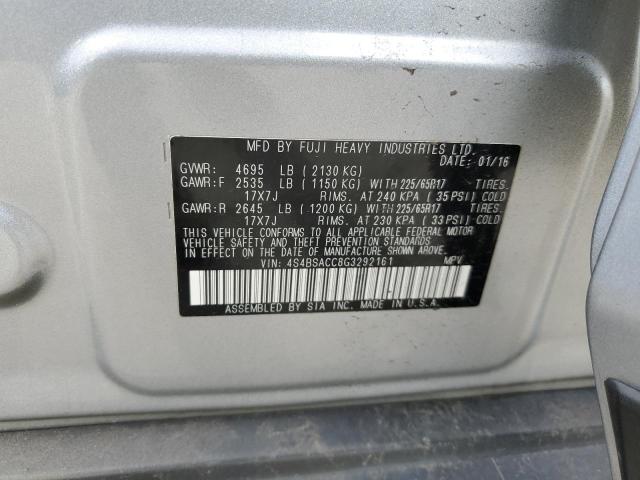 MFD BY FUJI HEAVY INDUSTRIES LTD.
DATE: 01/16
GVWR: 4695 LB ( 2130 KG)
GAWR:F 2535 LB ( 1150 KG) WITH 225/65R17 TIRES.
17X7J RIMS. AT 240 KPA ( 35 PSI) COLD
GAWR:R 2645 LB ( 1200 KG) WITH 225/65R17 TIRES.
17X7J RIMS. AT 230 KPA ( 33 PSI) COLD
THIS VEHICLE CONFORMS TO ALL APPLICABLE FEDERAL MOTOR
VEHICLE SAFETY AND THEFT PREVENTION STANDARDS
IN EFFECT ON THE DATE OF MANUFACTURE SHOWN ABOVE.
VIN: 4S4BSACC8G3292161 MPV
ASSEMBLED BY SIA INC. MADE IN U.S.A.